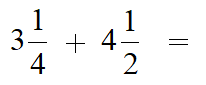 3 1/4 + 4 1/2 =